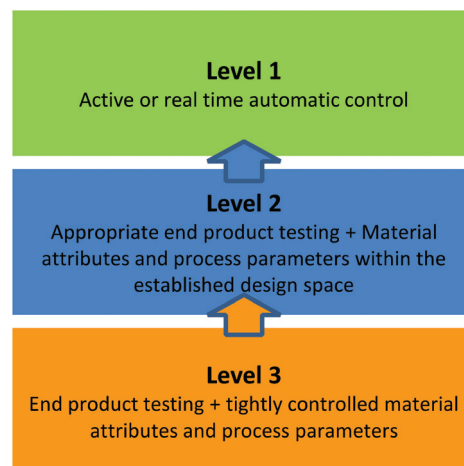 Level 1
Active or real time automatic control
Level 2
Appropriate end product testing + Material
attributes and process parameters within the
established design space
Level 3
End product testing + tightly controlled material
attributes and process parameters